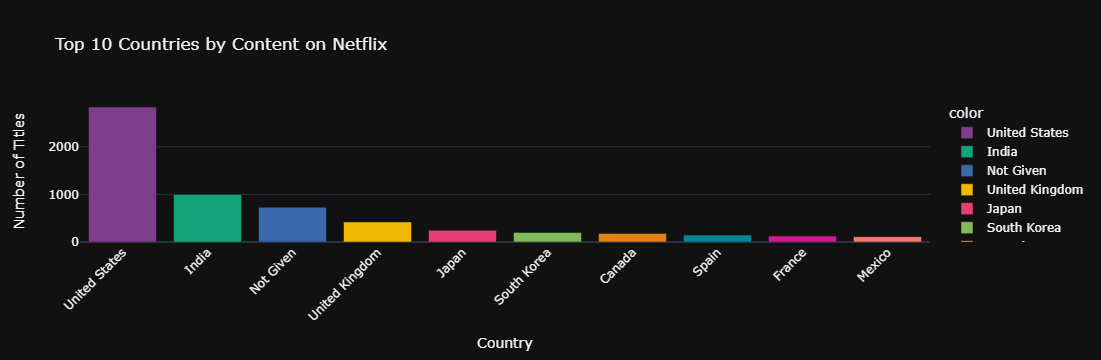 Top 10 Countries by Content on Netflix
Number of Titles
2000
1000
0
United States
India
Not Given
United Kingdom
Japan
South Korea
Canada
Spain
France
Mexico
Country
color
United States
India
Not Given
United Kingdom
Japan
South Korea